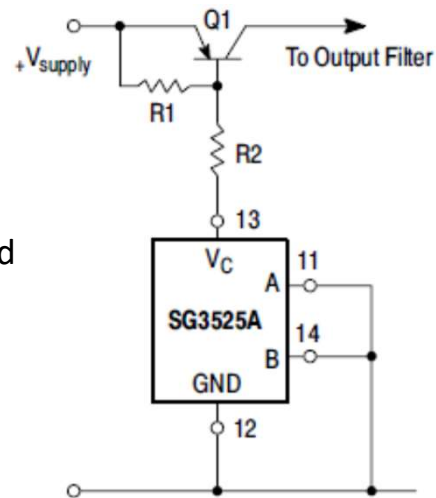 Q1
+Vsupply
To Output Filter
R1
R2
13
d
VC
11
A
SG3525A
14
B
GND
12